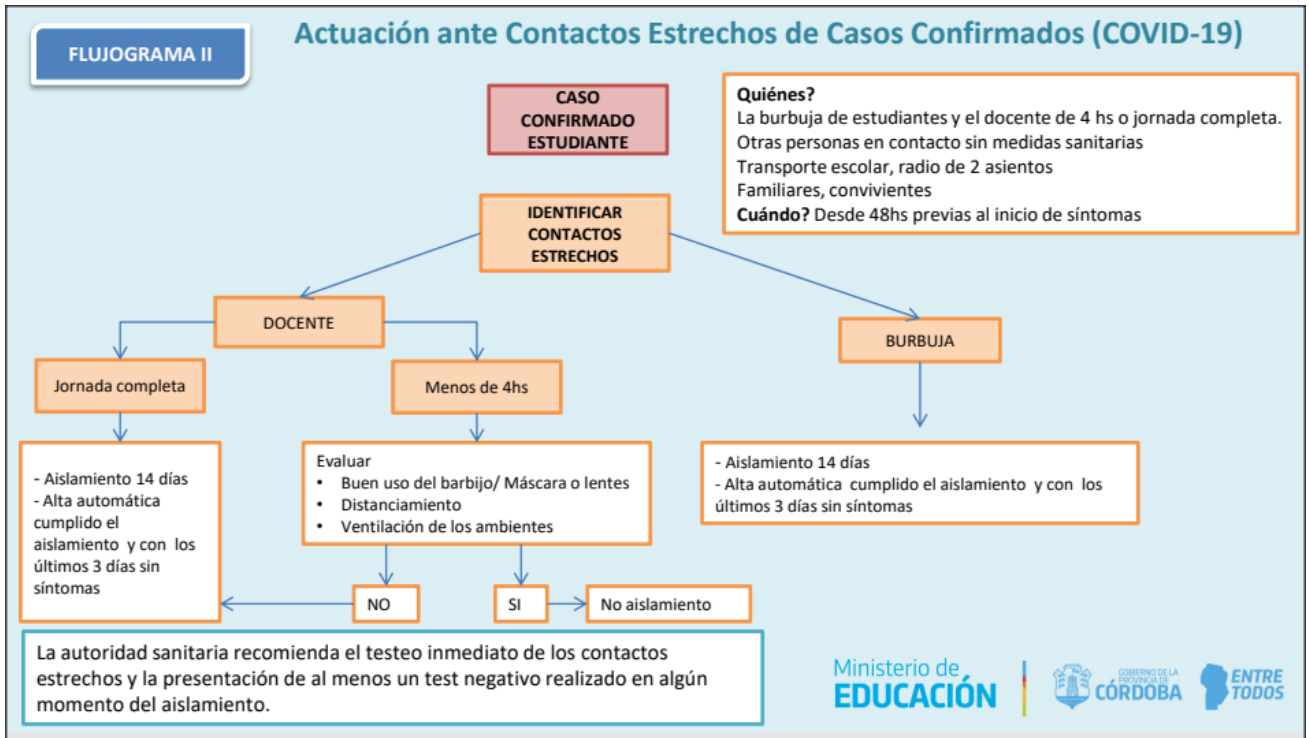 FLUJOGRAMA II
Actuación ante Contactos Estrechos de Casos Confirmados (COVID-19)
CASO
CONFIRMADO
ESTUDIANTE
Quiénes?
La burbuja de estudiantes y el docente de 4 hs o jornada completa.
Otras personas en contacto sin medidas sanitarias
Transporte escolar, radio de 2 asientos
Familiares, convivientes
Cuándo? Desde 48hs previas al inicio de síntomas
IDENTIFICAR
CONTACTOS
ESTRECHOS
DOCENTE
BURBUJA
Jornada completa
Menos de 4hs
- Aislamiento 14 días
- Alta automática
cumplido el
aislamiento y con los
últimos 3 días sin
síntomas
Evaluar
• Buen uso del barbijo/ Máscara o lentes
• Distanciamiento
• Ventilación de los ambientes
- Aislamiento 14 días
- Alta automática cumplido el aislamiento y con los
últimos 3 días sin síntomas
NO
SI
No aislamiento
La autoridad sanitaria recomienda el testeo inmediato de los contactos
estrechos y la presentación de al menos un test negativo realizado en algún
momento del aislamiento.
Ministerio de
EDUCACIÓN
GOBIERNO DE LA
PROVINCIA DE
CÓRDOBA
ENTRE
TODOS